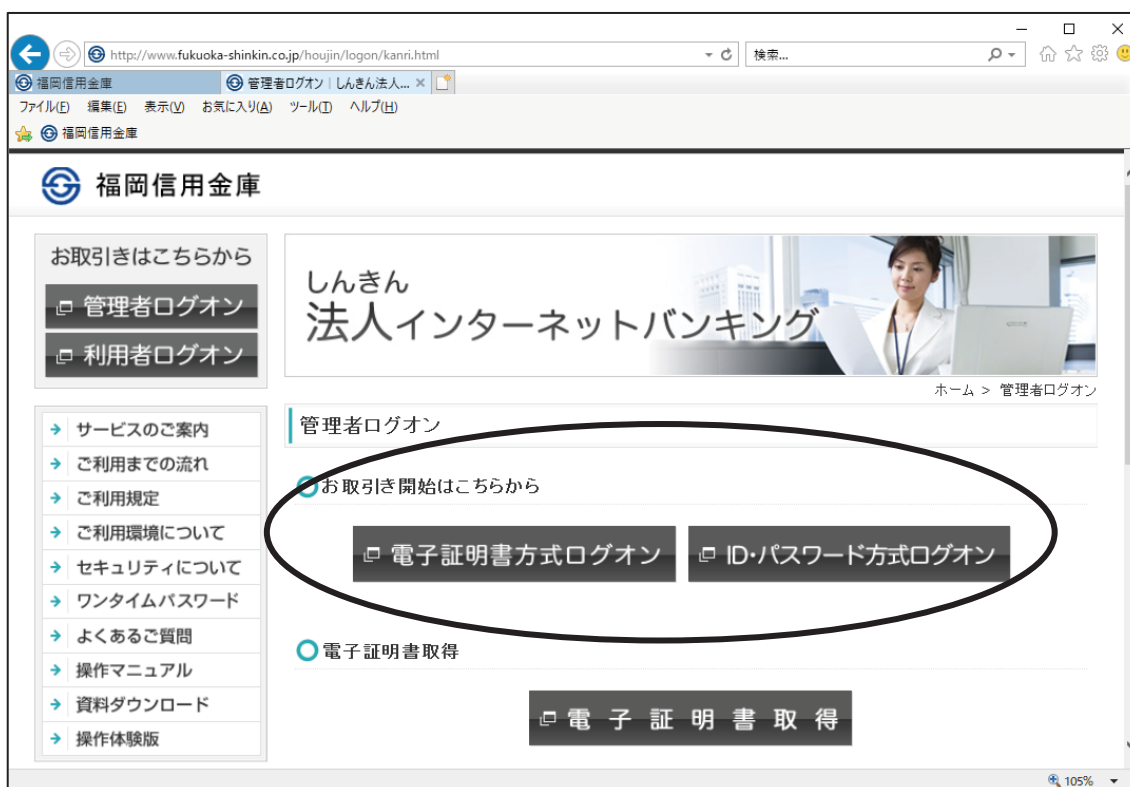 http://www.fukuoka-shinkin.co.jp/houjin/logon/kanri.html
検索...
福岡信用金庫
管理者ログオン | しんきん法人...
ファイル(F) 編集(E) 表示(V) お気に入り(A) ツール(T) ヘルプ(H)
福岡信用金庫
福岡信用金庫
お取引きはこちらから
管理者ログオン
利用者ログオン
しんきん
法人インターネットバンキング
ホーム > 管理者ログオン
サービスのご案内
ご利用までの流れ
ご利用規定
ご利用環境について
セキュリティについて
ワンタイムパスワード
よくあるご質問
操作マニュアル
資料ダウンロード
操作体験版
管理者ログオン
お取引き開始はこちらから
電子証明書方式ログオン
ID・パスワード方式ログオン
電子証明書取得
電子証明書取得
105%